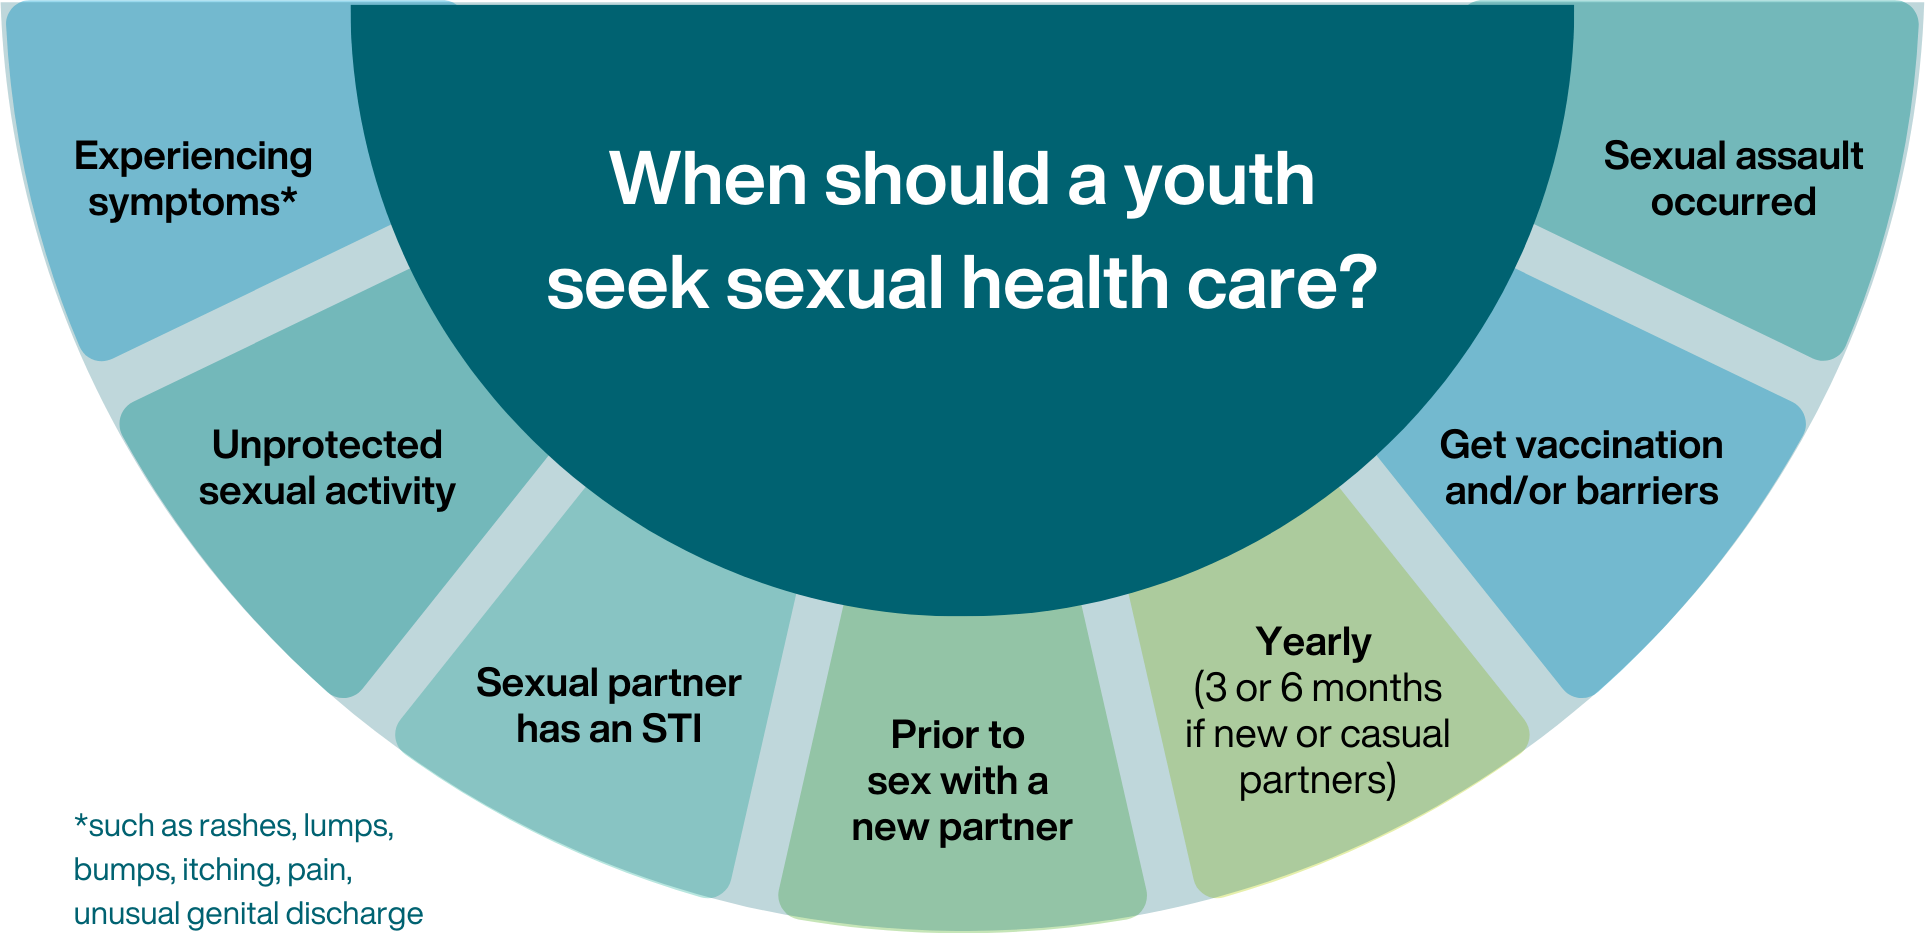 When should a youth
seek sexual health care?
Experiencing
symptoms*
Unprotected
sexual activity
Sexual partner
has an STI
Prior to
sex with a
new partner
Yearly
(3 or 6 months
if new or casual
partners)
Get vaccination
and/or barriers
Sexual assault
occurred
*such as rashes, lumps,
bumps, itching, pain,
unusual genital discharge